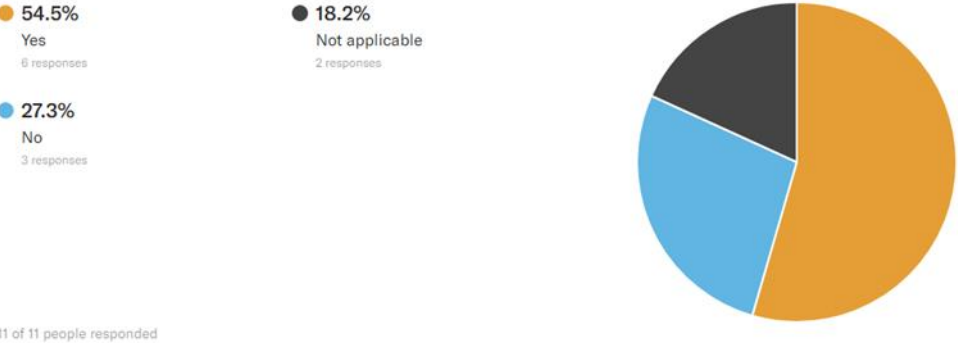 54.5%
Yes
6 responses
18.2%
Not applicable
2 responses
27.3%
No
3 responses
11 of 11 people responded